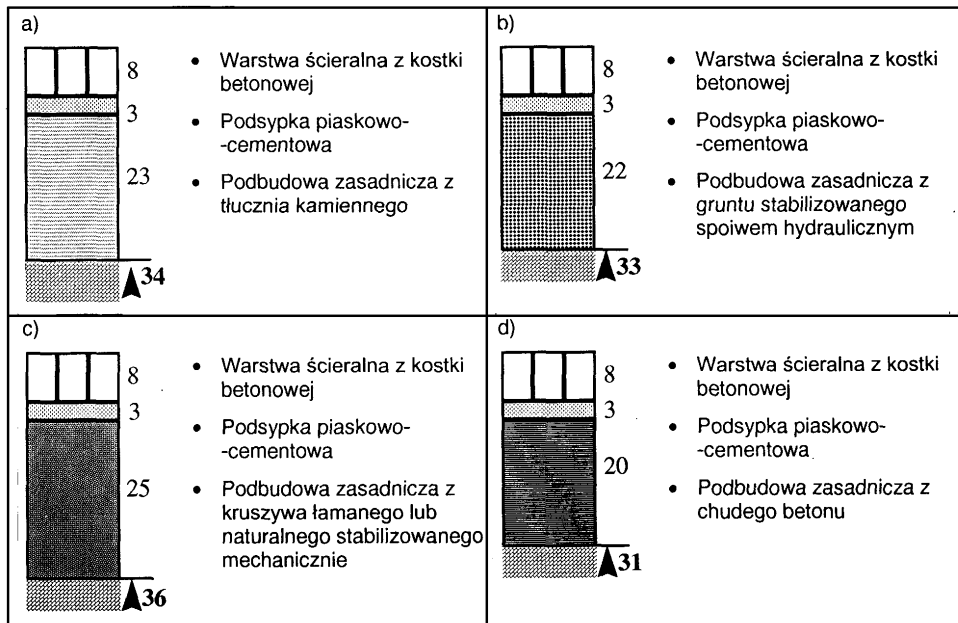 a)
8
3
23
34
• Warstwa ścieralna z kostki
betonowej
• Podsypka piaskowo-
-cementowa
• Podbudowa zasadnicza z
tłucznia kamiennego
b)
8
3
22
33
• Warstwa ścieralna z kostki
betonowej
• Podsypka piaskowo-
-cementowa
• Podbudowa zasadnicza z
gruntu stabilizowanego
spoiwem hydraulicznym
c)
8
3
25
36
• Warstwa ścieralna z kostki
betonowej
• Podsypka piaskowo-
-cementowa
• Podbudowa zasadnicza z
kruszywa łamanego lub
naturalnego stabilizowanego
mechanicznie
d)
8
3
20
31
• Warstwa ścieralna z kostki
betonowej
• Podsypka piaskowo-
-cementowa
• Podbudowa zasadnicza z
chudego betonu